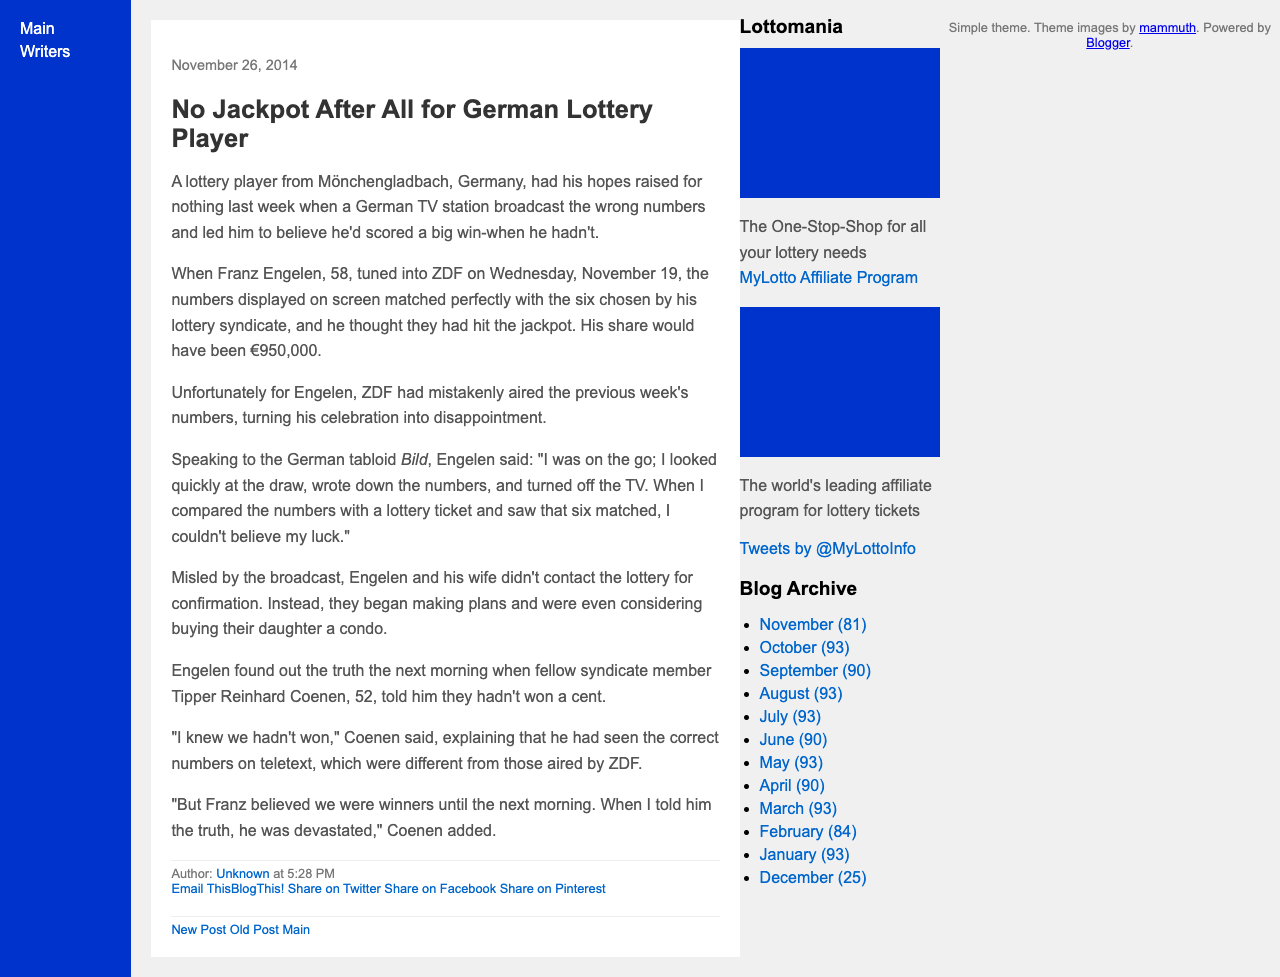 Main
Writers
November 26, 2014
No Jackpot After All for German Lottery
Player
A lottery player from Mönchengladbach, Germany, had his hopes raised for
nothing last week when a German TV station broadcast the wrong numbers
and led him to believe he'd scored a big win-when he hadn't.
When Franz Engelen, 58, tuned into ZDF on Wednesday, November 19, the
numbers displayed on screen matched perfectly with the six chosen by his
lottery syndicate, and he thought they had hit the jackpot. His share would
have been €950,000.
Unfortunately for Engelen, ZDF had mistakenly aired the previous week's
numbers, turning his celebration into disappointment.
Speaking to the German tabloid Bild, Engelen said: "I was on the go; I looked
quickly at the draw, wrote down the numbers, and turned off the TV. When I
compared the numbers with a lottery ticket and saw that six matched, I
couldn't believe my luck."
Misled by the broadcast, Engelen and his wife didn't contact the lottery for
confirmation. Instead, they began making plans and were even considering
buying their daughter a condo.
Engelen found out the truth the next morning when fellow syndicate member
Tipper Reinhard Coenen, 52, told him they hadn't won a cent.
"I knew we hadn't won," Coenen said, explaining that he had seen the correct
numbers on teletext, which were different from those aired by ZDF.
"But Franz believed we were winners until the next morning. When I told him
the truth, he was devastated," Coenen added.
Author: Unknown at 5:28 PM
Email ThisBlogThis! Share on Twitter Share on Facebook Share on Pinterest
New Post Old Post Main
Lottomania
The One-Stop-Shop for all
your lottery needs
MyLotto Affiliate Program
The world's leading affiliate
program for lottery tickets
Tweets by @MyLottoInfo
Blog Archive
November (81)
October (93)
September (90)
August (93)
July (93)
June (90)
May (93)
April (90)
March (93)
February (84)
January (93)
December (25)
Simple theme. Theme images by mammuth. Powered by
Blogger.